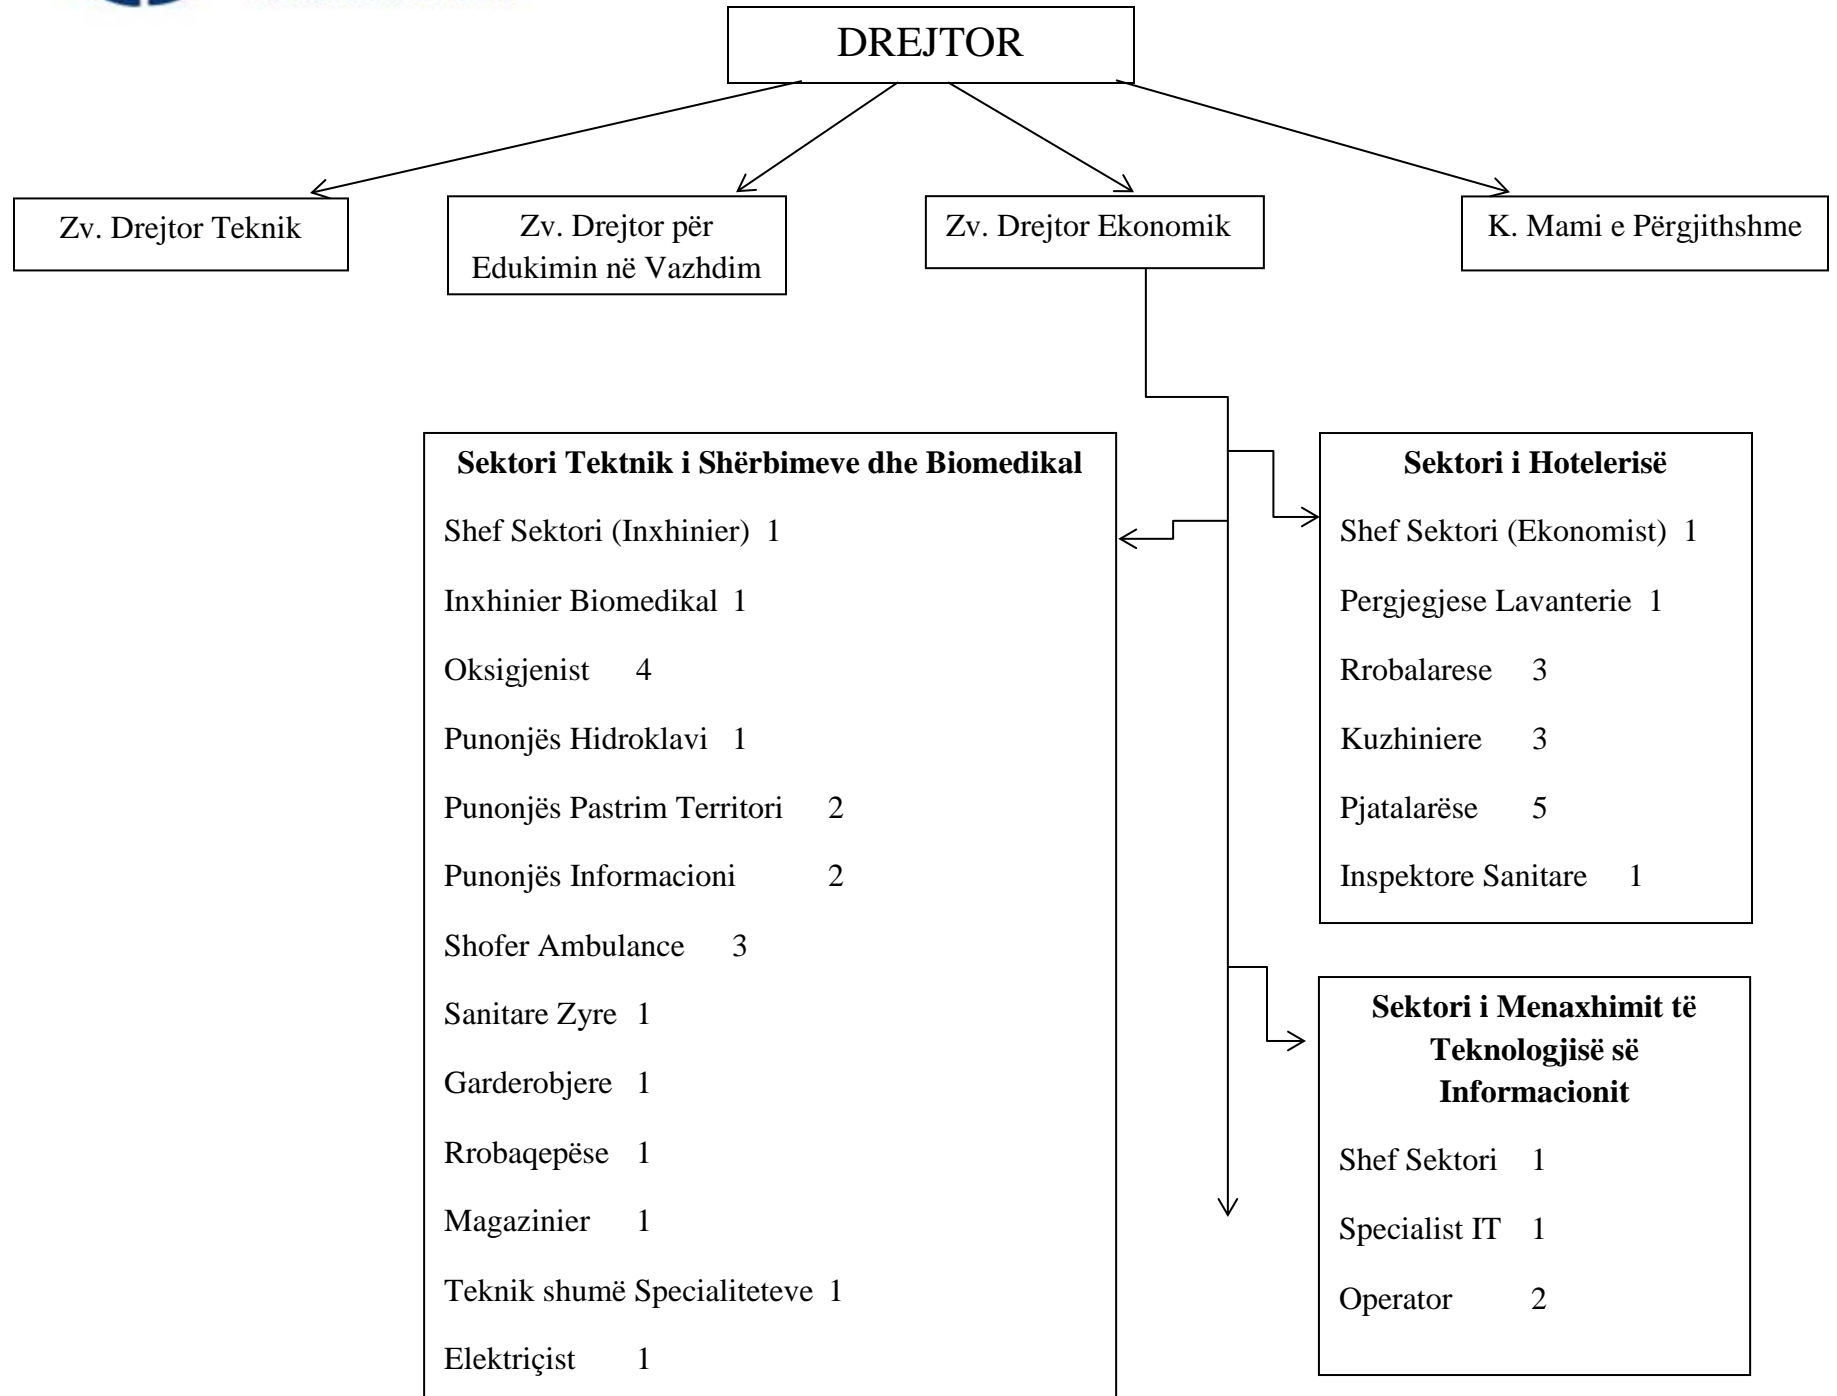 DREJTOR
Zv. Drejtor Teknik
Zv. Drejtor për
Edukimin në Vazhdim
Zv. Drejtor Ekonomik
K. Mami e Përgjithshme
Sektori Tektnik i Shërbimeve dhe Biomedikal
Shef Sektori (Inxhinier) 1
Inxhinier Biomedikal 1
Oksigjenist 4
Punonjës Hidroklavi 1
Punonjës Pastrim Territori 2
Punonjës Informacioni 2
Shofer Ambulance 3
Sanitare Zyre 1
Garderobjere 1
Rrobaqepëse 1
Magazinier 1
Teknik shumë Specialiteteve 1
Elektriçist 1
Sektori i Hotelerisë
Shef Sektori (Ekonomist) 1
Pergjegjese Lavanterie 1
Rrobalarese 3
Kuzhiniere 3
Pjatalarëse 5
Inspektore Sanitare 1
Sektori i Menaxhimit të
Teknologjisë së
Informacionit
Shef Sektori 1
Specialist IT 1
Operator 2